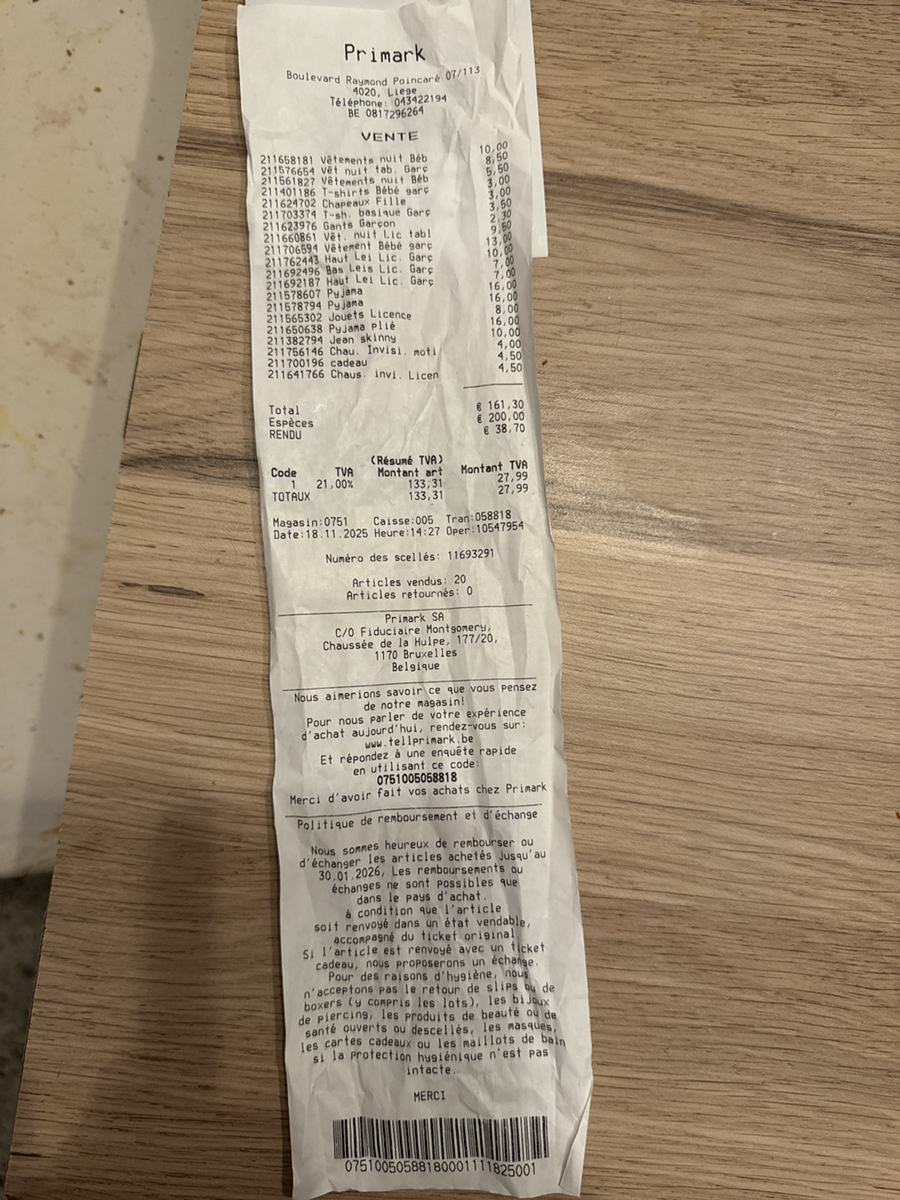 Primark
Boulevard Raymond Poincaré 07/113
4020, Liege
Téléphone: 043422194
BE 0817296264
VENTE
211658181 Vêtements nuit Béb 10,00
211576654 Vêt nuit tab. Garç 8,50
211561827 Vêtements nuit Béb 5,50
211401186 T-shirts Bébé garç 3,00
211624702 Chapeaux Fille 3,00
211703374 T-sh. basique Garç 3,50
211623976 Gants Garçon 2,30
211660861 Vêt. nuit Lic tabl 9,50
211706594 Vêtement Bébé garç 13,00
211762443 Haut Lei Lic. Garç 10,00
211692496 Bas Leis Lic. Garç 7,00
211692187 Haut Lei Lic. Garç 7,00
211578607 Pyjama 16,00
211578794 Pyjama 16,00
211565302 Jouets Licence 8,00
211650638 Pyjama plié 16,00
211382794 Jean skinny 10,00
211756146 Chau. Invisi. moti 4,00
211700196 cadeau 4,50
211641766 Chaus. invi. Licen 4,50
Total € 161,30
Espèces € 200,00
RENDU € 38,70
(Résumé TVA)
Code TVA Montant art Montant TVA
1 21,00% 133,31 27,99
TOTAUX 133,31 27,99
Magasin:0751 Caisse:005 Tran:058818
Date:18.11.2025 Heure:14:27 Oper:10547954
Numéro des scellés: 11693291
Articles vendus: 20
Articles retournés: 0
Primark SA
C/O Fiduciaire Montgomery,
Chaussée de la Hulpe, 177/20,
1170 Bruxelles
Belgique
Nous aimerions savoir ce que vous pensez
de notre magasin!
Pour nous parler de votre expérience
d'achat aujourd'hui, rendez-vous sur:
www.tellprimark.be
Et répondez à une enquête rapide
en utilisant ce code:
0751005058818
Merci d'avoir fait vos achats chez Primark
Politique de remboursement et d'échange
Nous sommes heureux de rembourser ou
d'échanger les articles achetés jusqu'au
30.01.2026, Les remboursements ou
échanges ne sont possibles que
dans le pays d'achat.
à condition que l'article
soit renvoyé dans un état vendable,
accompagné du ticket original.
Si l'article est renvoyé avec un ticket
cadeau, nous proposerons un échange.
Pour des raisons d'hygiène, nous
n'acceptons pas le retour de slips ou de
boxers (y compris les lots), les bijoux
de piercing, les produits de beauté ou de
santé ouverts ou descellés, les masques,
les cartes cadeaux ou les maillots de bain
si la protection hygiénique n'est pas
intacte.
MERCI
07510050588180001111825001